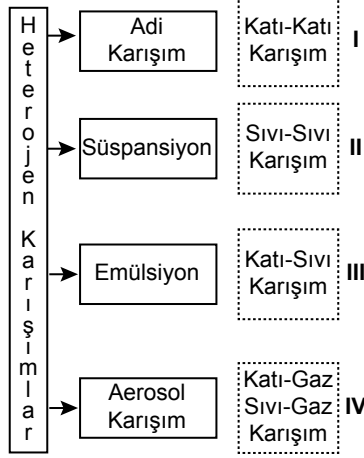 Heterojen Karışımlar
Adi
Karışım
Katı-Katı
Karışım
I
Süspansiyon
Sıvı-Sıvı
Karışım
II
Emülsiyon
Katı-Sıvı
Karışım
III
Aerosol
Karışım
Katı-Gaz
Sıvı-Gaz
Karışım
IV